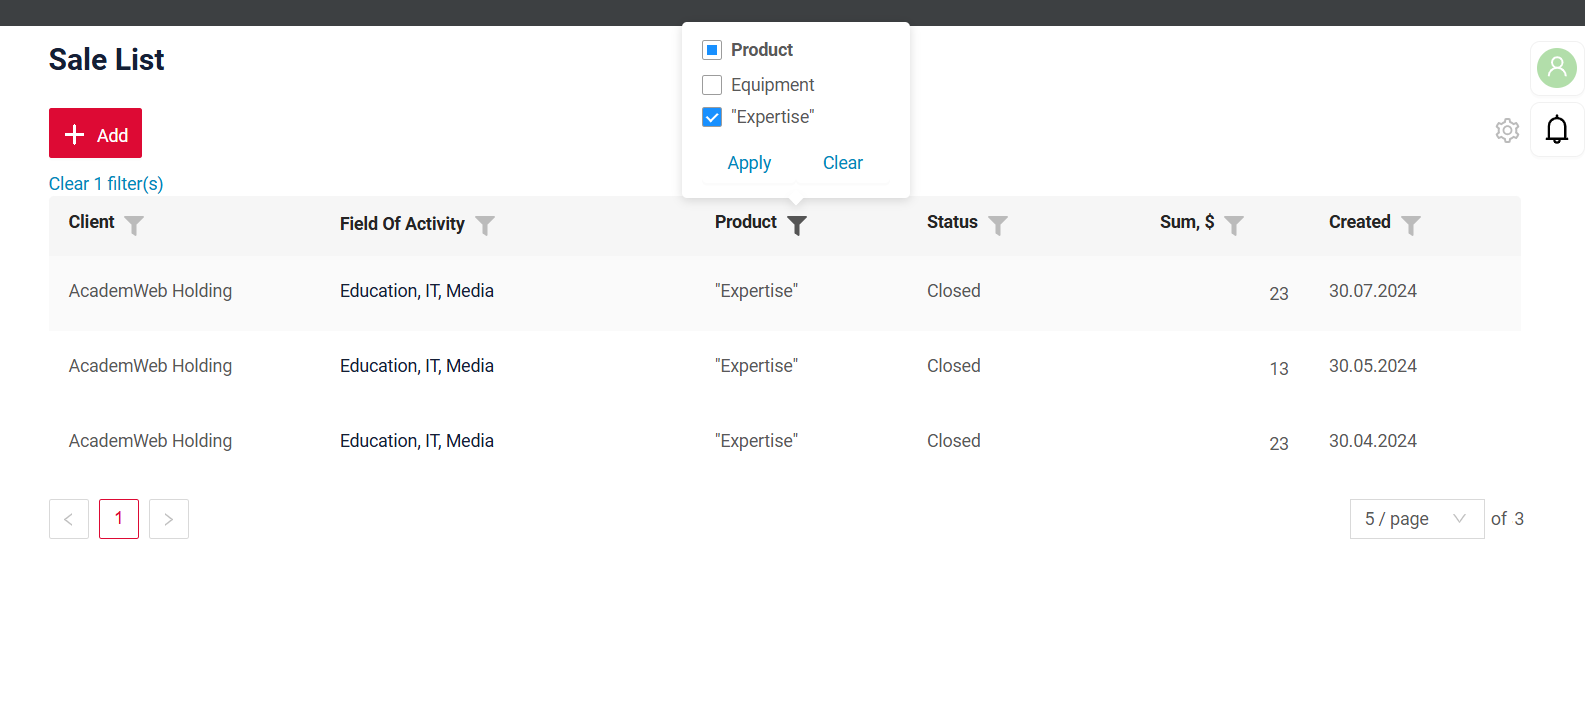 Sale List
Product
Equipment
"Expertise"
Apply Clear
Add
Clear 1 filter(s)
Client Field Of Activity Product Status Sum, $ Created
AcademWeb Holding Education, IT, Media "Expertise" Closed 23 30.07.2024
AcademWeb Holding Education, IT, Media "Expertise" Closed 13 30.05.2024
AcademWeb Holding Education, IT, Media "Expertise" Closed 23 30.04.2024
1 5 / page of 3